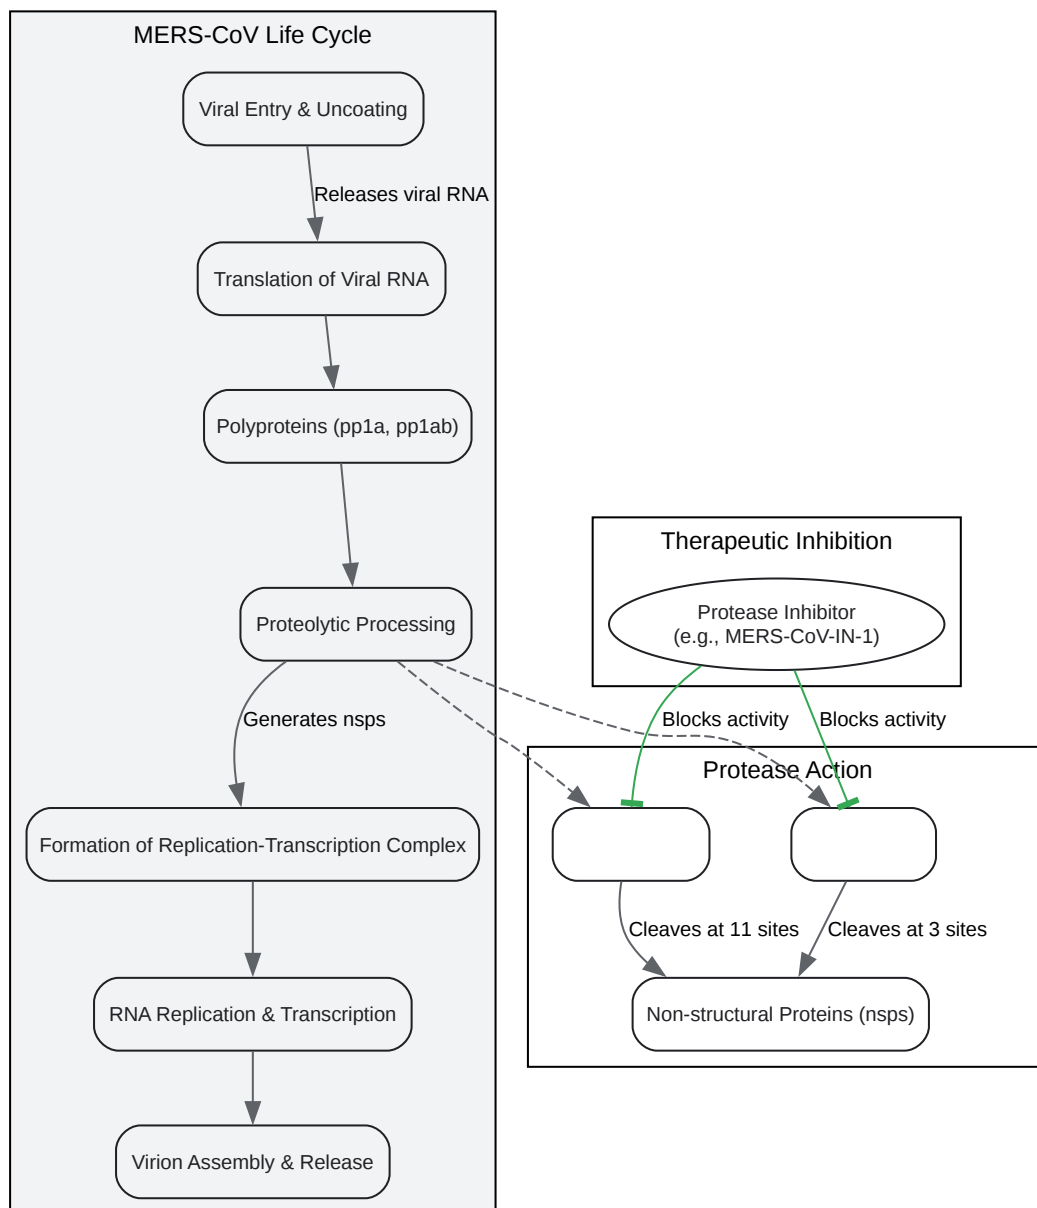 MERS-CoV Life Cycle
Viral Entry & Uncoating
Releases viral RNA
Translation of Viral RNA
Polyproteins (pp1a, pp1ab)
Proteolytic Processing
Generates nsps
Formation of Replication-Transcription Complex
RNA Replication & Transcription
Virion Assembly & Release
Therapeutic Inhibition
Protease Inhibitor
(e.g., MERS-CoV-IN-1)
Blocks activity
Blocks activity
Protease Action
Cleaves at 11 sites
Cleaves at 3 sites
Non-structural Proteins (nsps)